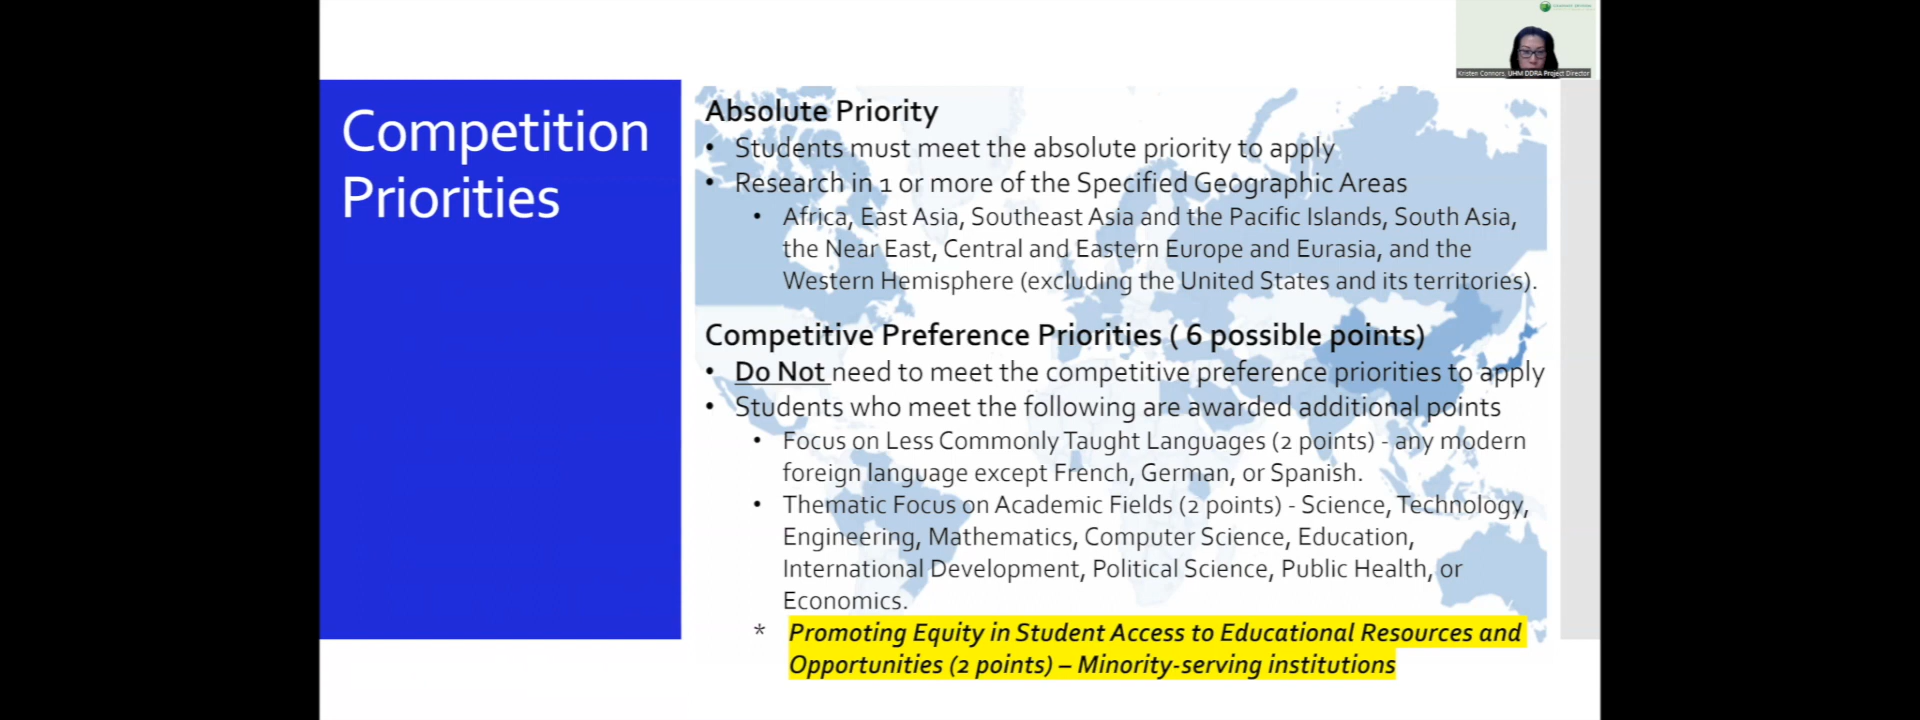 Kristen Connors, UHM DDRA Project Director
Competition
Priorities
Absolute Priority
• Students must meet the absolute priority to apply
• Research in 1 or more of the Specified Geographic Areas
• Africa, East Asia, Southeast Asia and the Pacific Islands, South Asia,
the Near East, Central and Eastern Europe and Eurasia, and the
Western Hemisphere (excluding the United States and its territories).
Competitive Preference Priorities ( 6 possible points)
• Do Not need to meet the competitive preference priorities to apply
• Students who meet the following are awarded additional points
• Focus on Less Commonly Taught Languages (2 points) - any modern
foreign language except French, German, or Spanish.
• Thematic Focus on Academic Fields (2 points) - Science, Technology,
Engineering, Mathematics, Computer Science, Education,
International Development, Political Science, Public Health, or
Economics.
* Promoting Equity in Student Access to Educational Resources and
Opportunities (2 points) – Minority-serving institutions